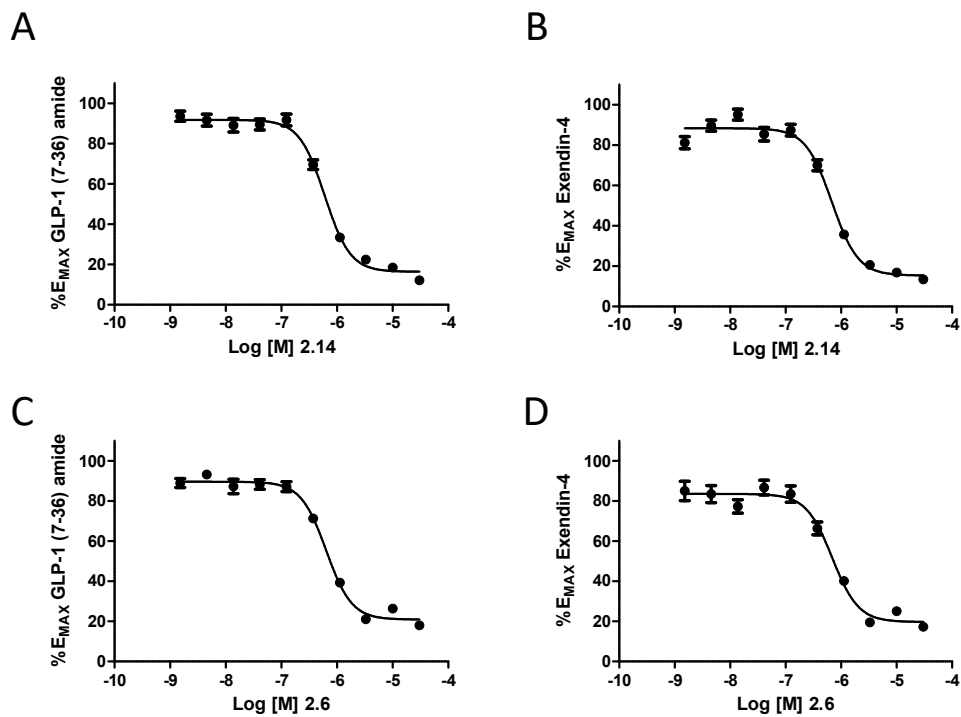 A
%EMAX GLP-1 (7-36) amide
100
80
60
40
20
0
-10 -9 -8 -7 -6 -5 -4
Log [M] 2.14
B
%EMAX Exendin-4
100
80
60
40
20
0
-10 -9 -8 -7 -6 -5 -4
Log [M] 2.14
C
%EMAX GLP-1 (7-36) amide
100
80
60
40
20
0
-10 -9 -8 -7 -6 -5 -4
Log [M] 2.6
D
%EMAX Exendin-4
100
80
60
40
20
0
-10 -9 -8 -7 -6 -5 -4
Log [M] 2.6